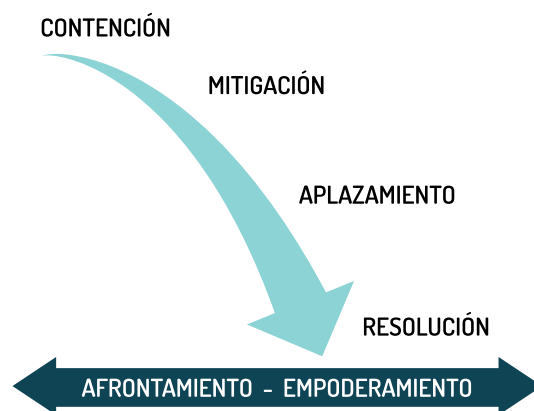 CONTENCIÓN
MITIGACIÓN
APLAZAMIENTO
RESOLUCIÓN
AFRONTAMIENTO - EMPODERAMIENTO